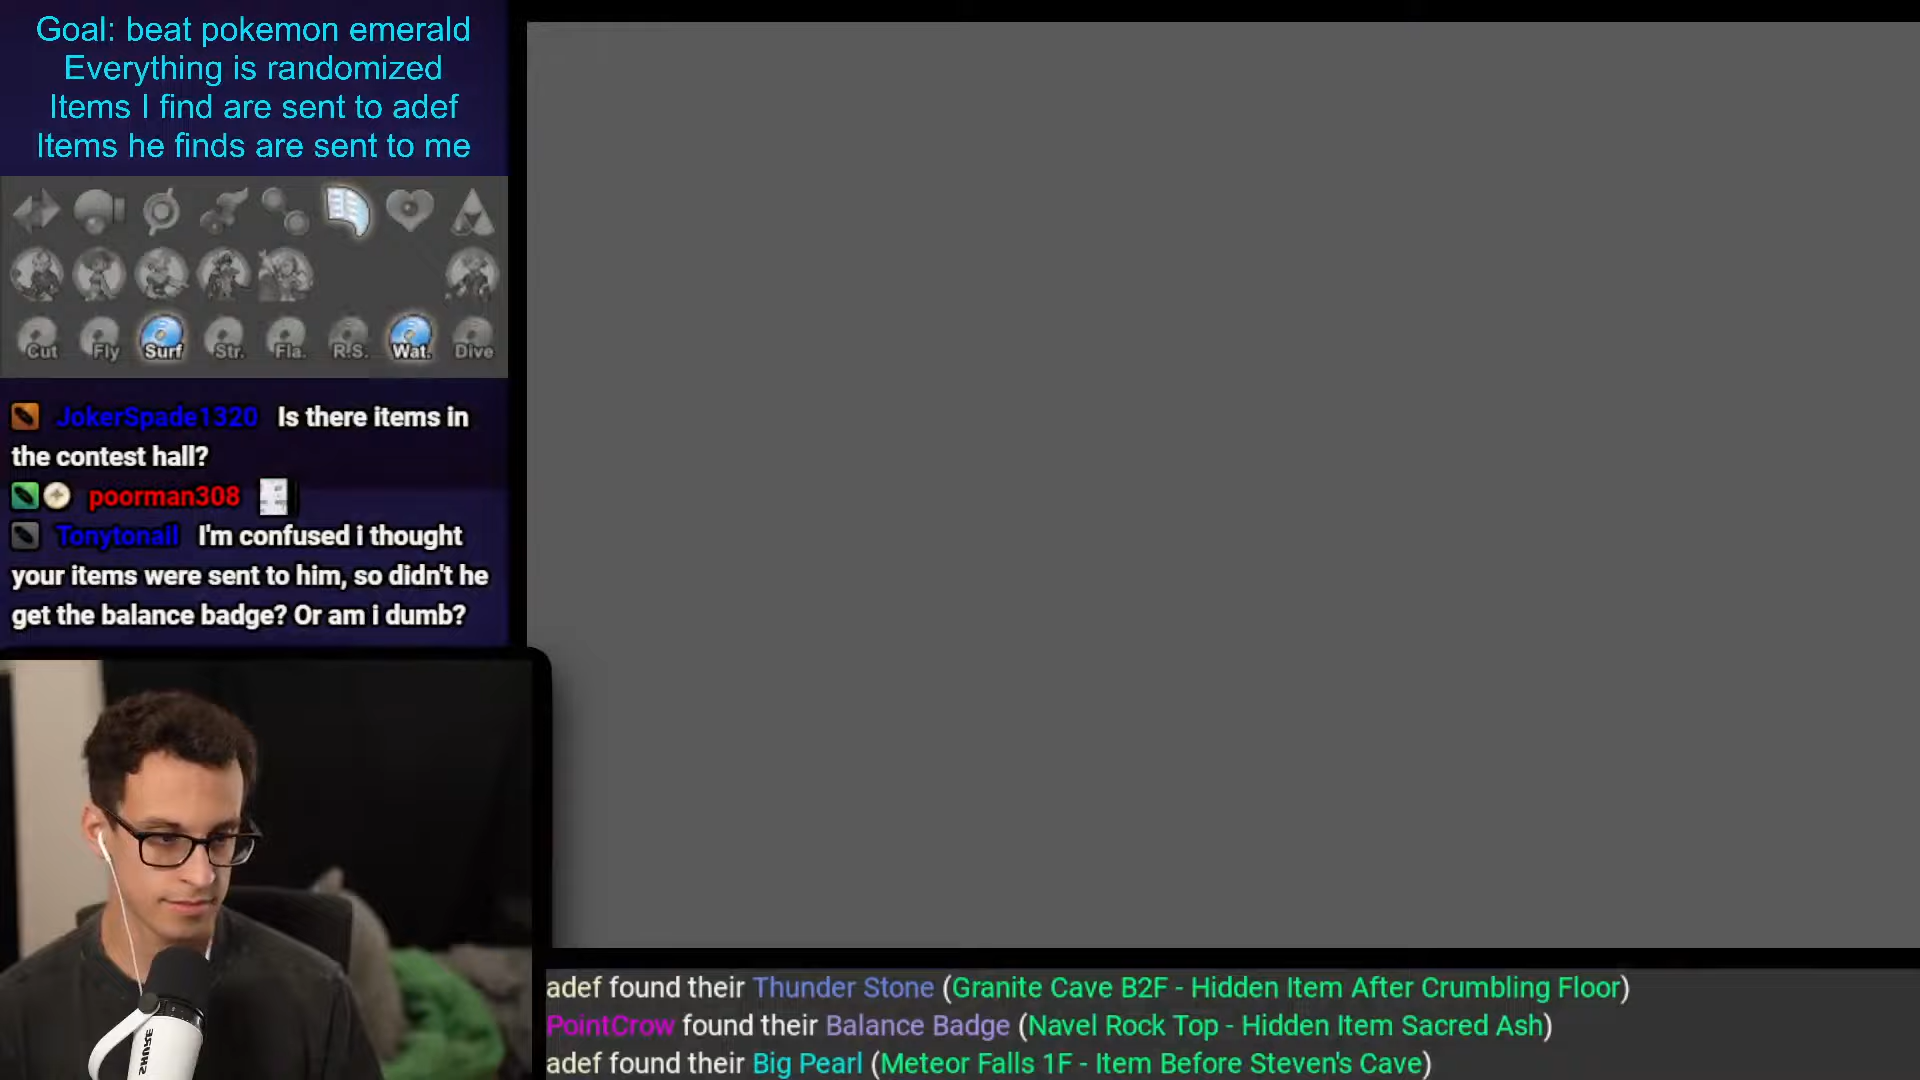 Goal: beat pokemon emerald
Everything is randomized
Items I find are sent to adef
Items he finds are sent to me
Cut Fly Surf Str. Fla. R.S. Wat. Dive
JokerSpade1320 Is there items in
the contest hall?
poorman308
Tonytonall I'm confused i thought
your items were sent to him, so didn't he
get the balance badge? Or am i dumb?
SHURE
adef found their Thunder Stone (Granite Cave B2F - Hidden Item After Crumbling Floor)
PointCrow found their Balance Badge (Navel Rock Top - Hidden Item Sacred Ash)
adef found their Big Pearl (Meteor Falls 1F - Item Before Steven's Cave)